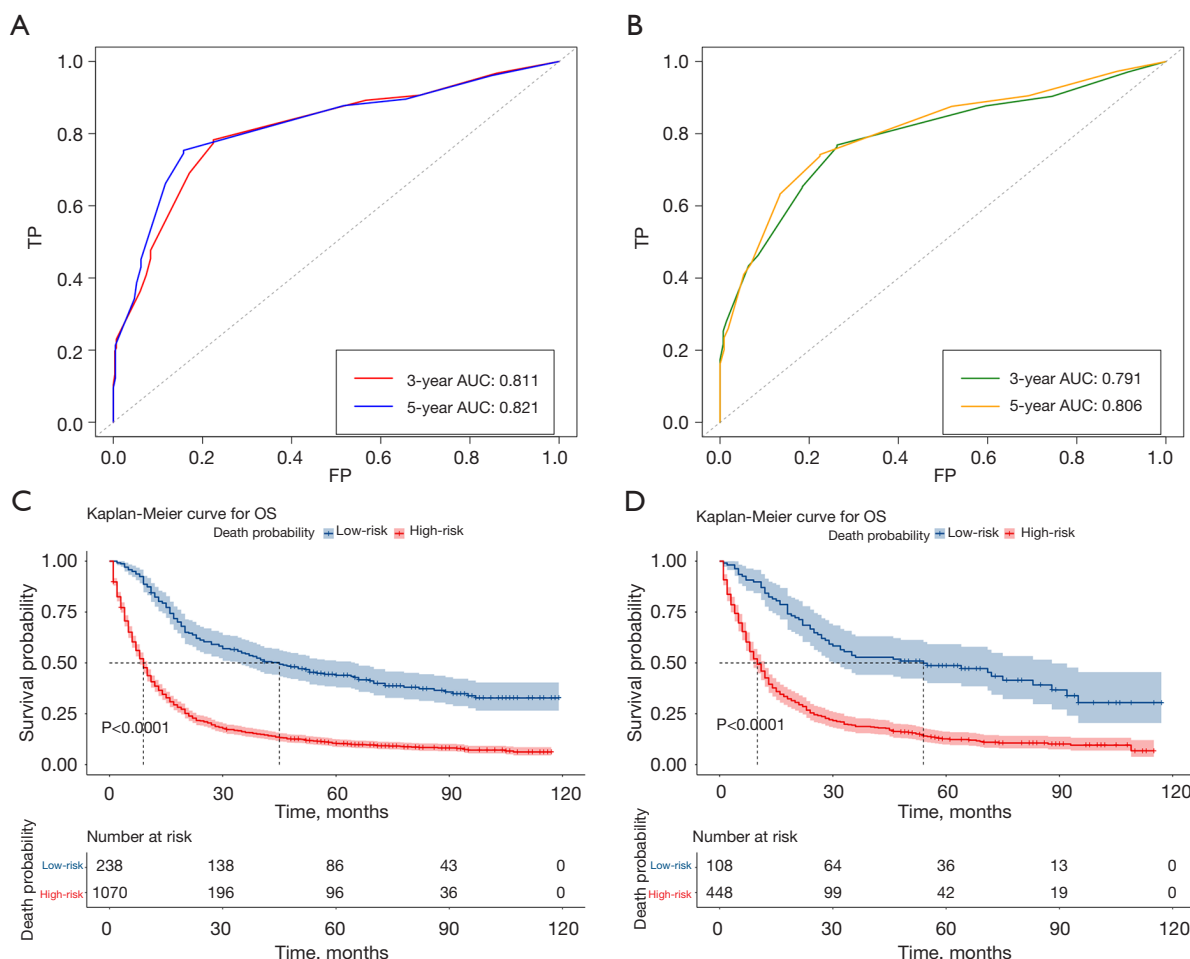 A
1.0
0.8
0.6
0.4
0.2
0.0
TP
3-year AUC: 0.811
5-year AUC: 0.821
0.0 0.2 0.4 0.6 0.8 1.0
FP
B
1.0
0.8
0.6
0.4
0.2
0.0
TP
3-year AUC: 0.791
5-year AUC: 0.806
0.0 0.2 0.4 0.6 0.8 1.0
FP
C
Kaplan-Meier curve for OS
Death probability Low-risk High-risk
1.00
0.75
0.50
0.25
0.00
Survival probability
P<0.0001
0 30 60 90 120
Time, months
Number at risk
Death probability
Low-risk 238 138 86 43 0
High-risk 1070 196 96 36 0
0 30 60 90 120
Time, months
D
Kaplan-Meier curve for OS
Death probability Low-risk High-risk
1.00
0.75
0.50
0.25
0.00
Survival probability
P<0.0001
0 30 60 90 120
Time, months
Number at risk
Death probability
Low-risk 108 64 36 13 0
High-risk 448 99 42 19 0
0 30 60 90 120
Time, months